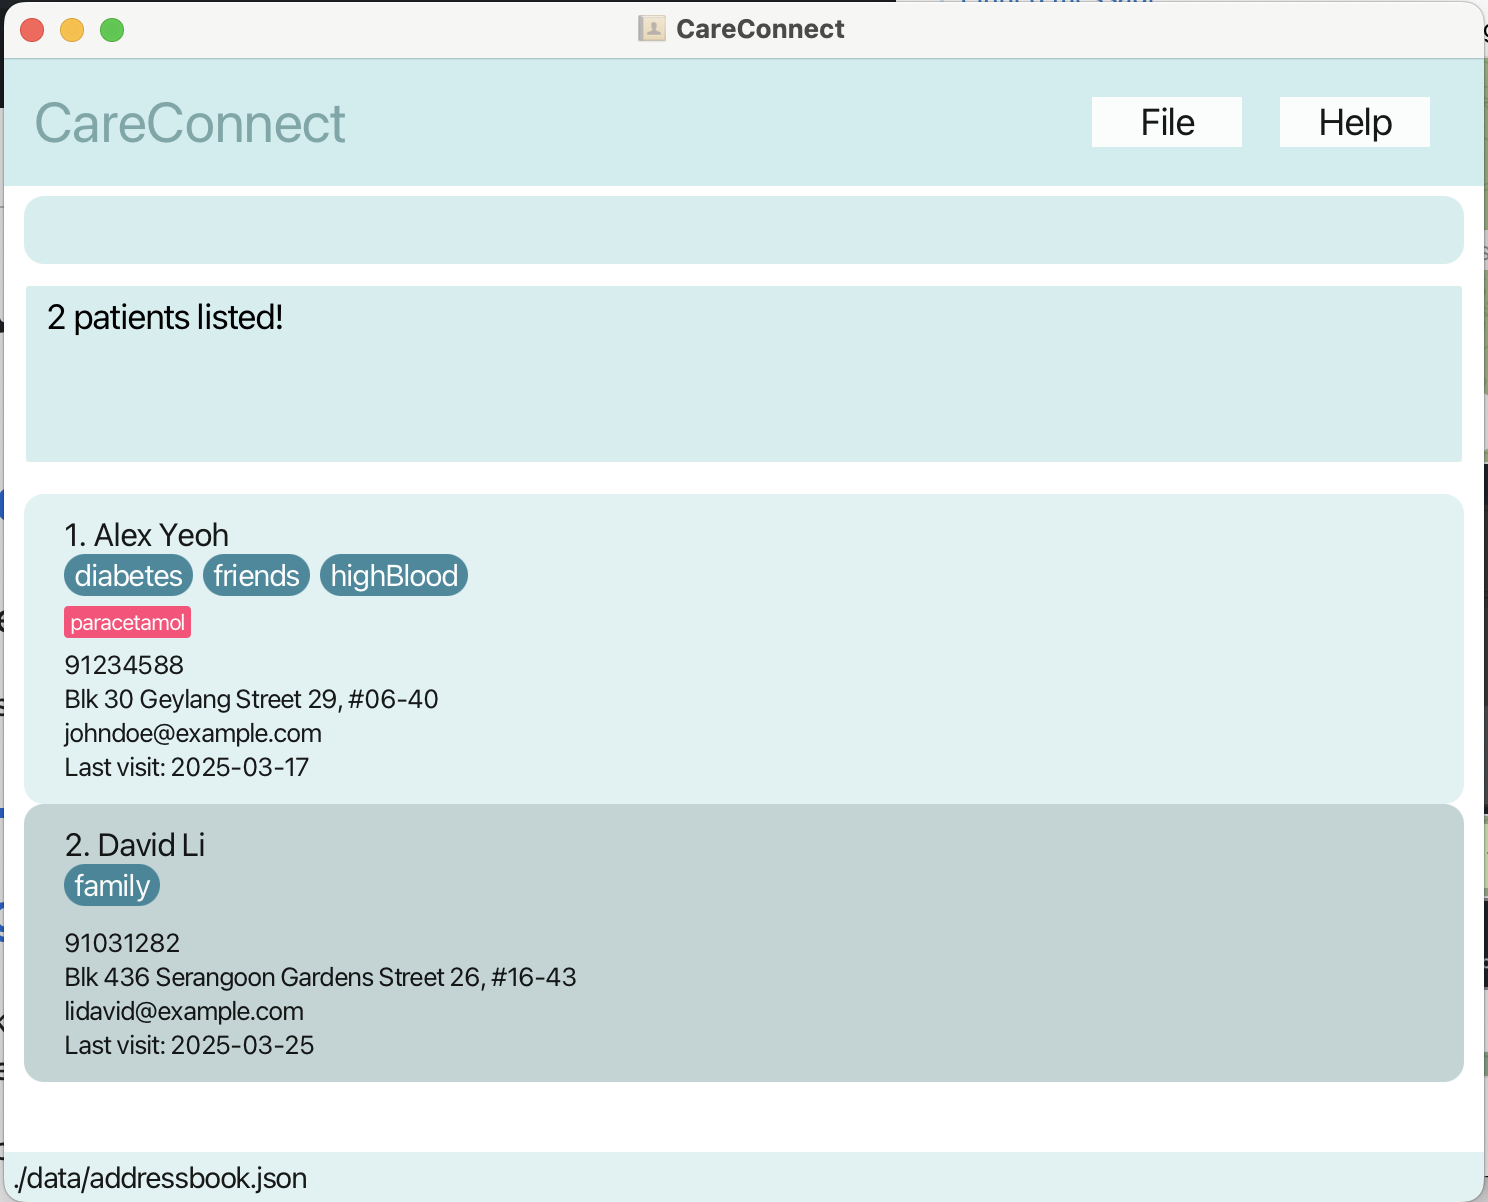 CareConnect
CareConnect
File Help
2 patients listed!
1. Alex Yeoh
diabetes friends highBlood
paracetamol
91234588
Blk 30 Geylang Street 29, #06-40
johndoe@example.com
Last visit: 2025-03-17
2. David Li
family
91031282
Blk 436 Serangoon Gardens Street 26, #16-43
lidavid@example.com
Last visit: 2025-03-25
./data/addressbook.json